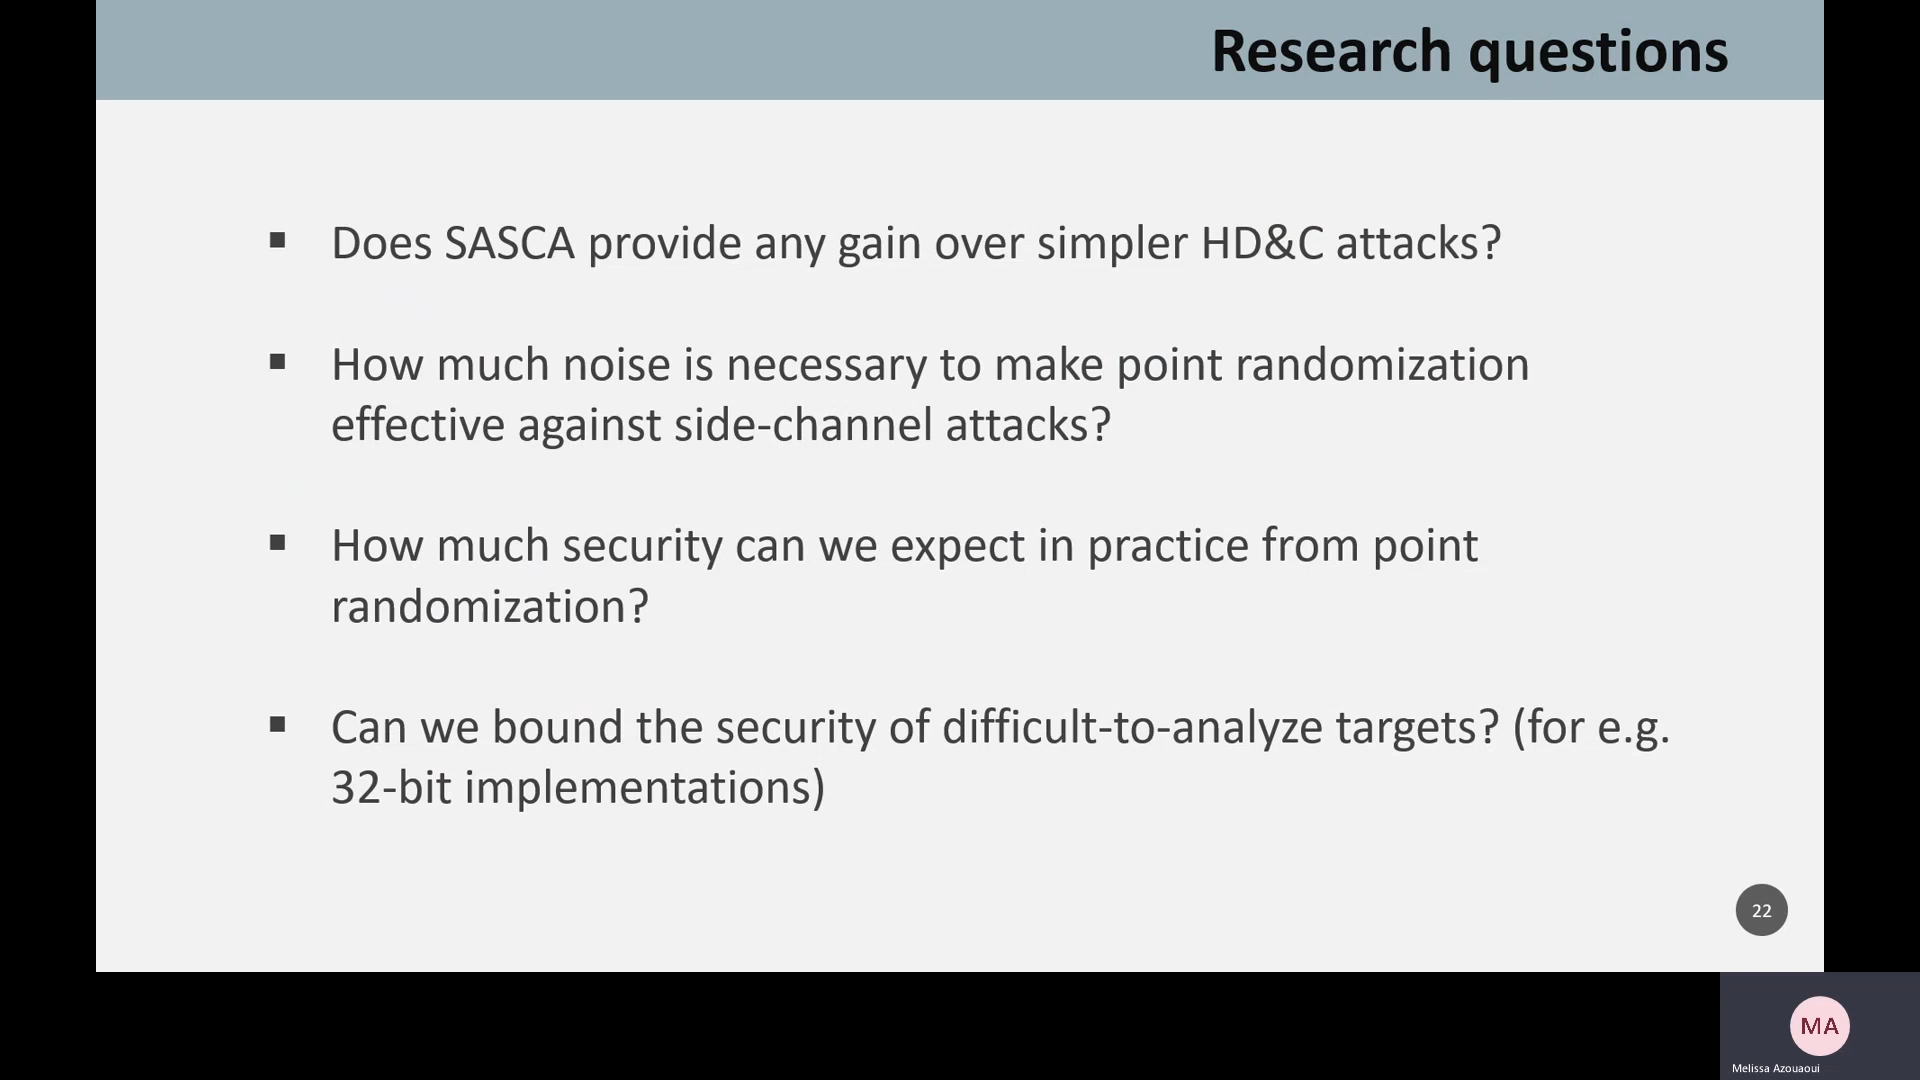 Research questions
▪ Does SASCA provide any gain over simpler HD&C attacks?
▪ How much noise is necessary to make point randomization
effective against side-channel attacks?
▪ How much security can we expect in practice from point
randomization?
▪ Can we bound the security of difficult-to-analyze targets? (for e.g.
32-bit implementations)
22
MA
Melissa Azouaoui